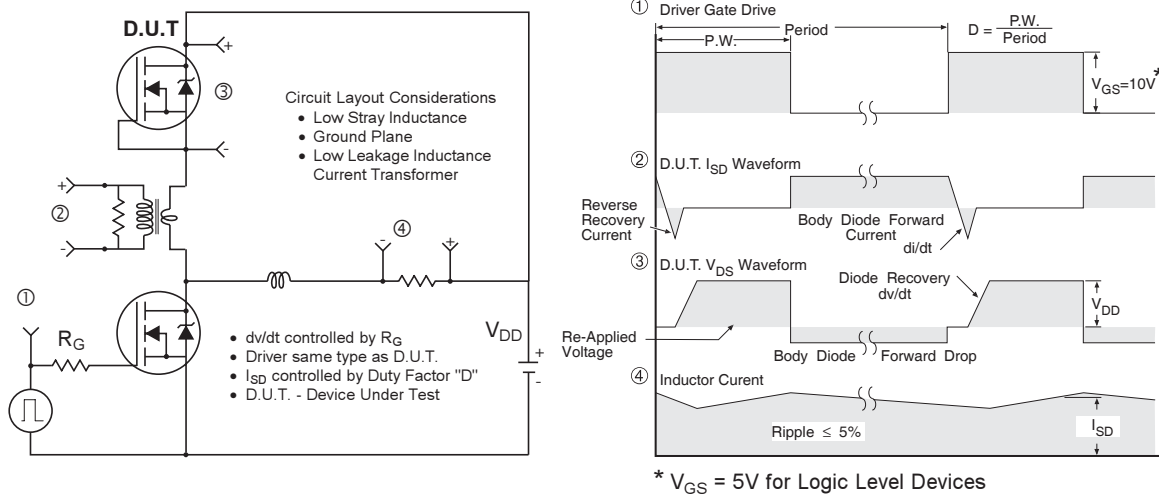 D.U.T
+
③
-
Circuit Layout Considerations
• Low Stray Inductance
• Ground Plane
• Low Leakage Inductance
Current Transformer
+
②
-
④
-
+
①
R_G
V_DD
+
-
• dv/dt controlled by R_G
• Driver same type as D.U.T.
• I_SD controlled by Duty Factor "D"
• D.U.T. - Device Under Test
① Driver Gate Drive
P.W.
Period
D = P.W. / Period
V_GS=10V*
② D.U.T. I_SD Waveform
Reverse
Recovery
Current
Body Diode Forward
Current
di/dt
③ D.U.T. V_DS Waveform
Diode Recovery
dv/dt
V_DD
Re-Applied
Voltage
Body Diode Forward Drop
④ Inductor Curent
Ripple ≤ 5%
I_SD
* V_GS = 5V for Logic Level Devices